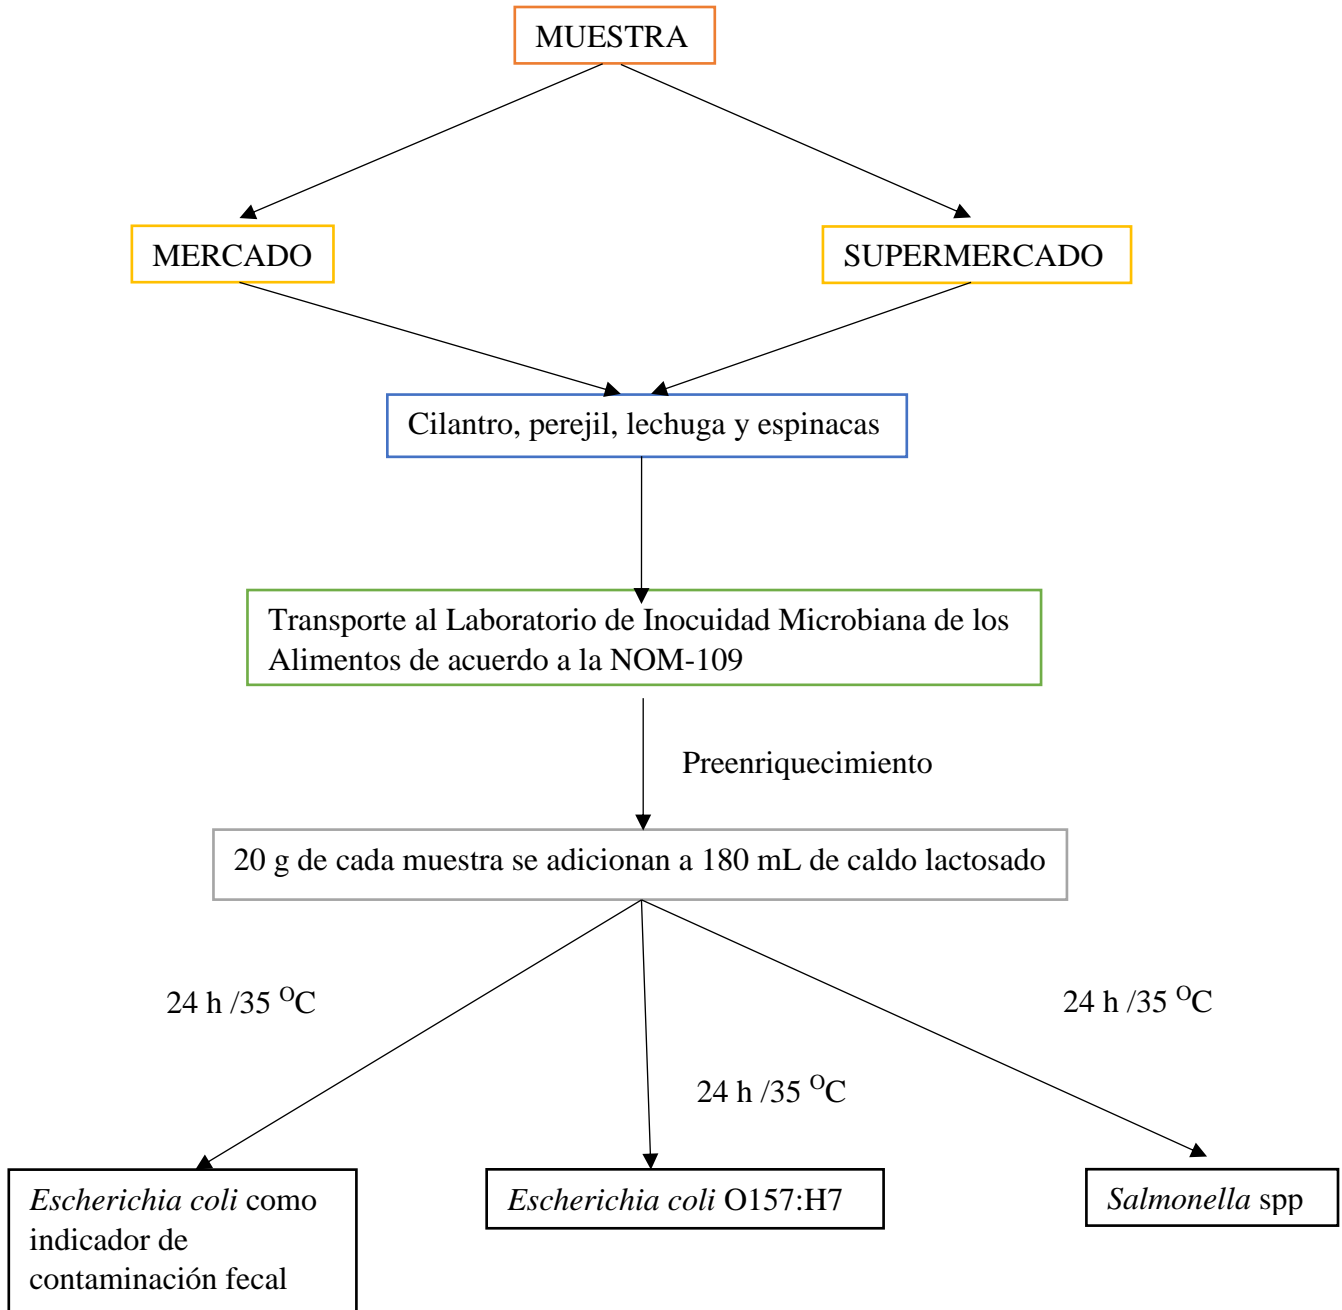 MUESTRA
MERCADO
SUPERMERCADO
Cilantro, perejil, lechuga y espinacas
Transporte al Laboratorio de Inocuidad Microbiana de los
Alimentos de acuerdo a la NOM-109
Preenriquecimiento
20 g de cada muestra se adicionan a 180 mL de caldo lactosado
24 h /35 ᴼC
24 h /35 ᴼC
24 h /35 ᴼC
Escherichia coli como
indicador de
contaminación fecal
Escherichia coli O157:H7
Salmonella spp